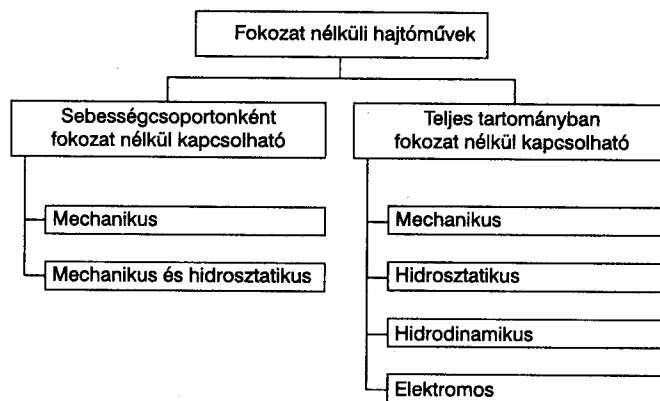 Fokozat nélküli hajtóművek
Sebességcsoportonként
fokozat nélkül kapcsolható
Mechanikus
Mechanikus és hidrosztatikus
Teljes tartományban
fokozat nélkül kapcsolható
Mechanikus
Hidrosztatikus
Hidrodinamikus
Elektromos